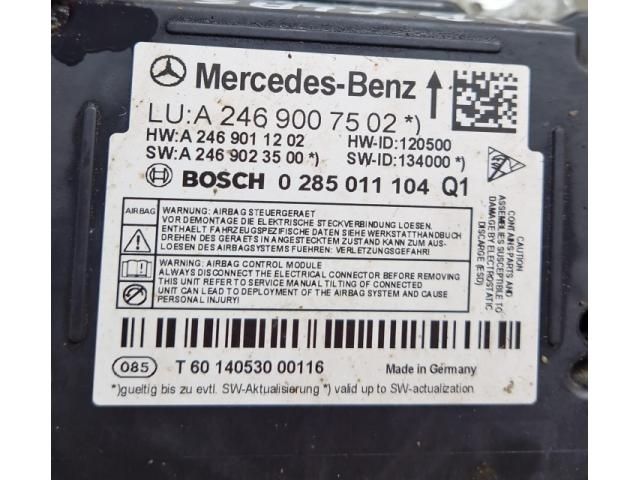 Mercedes-Benz
LU:A 246 900 75 02 *)
HW:A 246 901 12 02 HW-ID:120500
SW:A 246 902 35 00 *) SW-ID:134000 *)
BOSCH 0 285 011 104 Q1
AIRBAG
WARNUNG: AIRBAG STEUERGERAET
VOR DEMONTAGE DIE ELEKTRISCHE STECKVERBINDUNG LOESEN.
ENTHAELT FAHRZEUGSPEZIFISCHE DATEN SIEHE WERKSTATTHANDBUCH
DREHEN DES GERAETS IN ANGESTECKTEM ZUSTAND KANN ZUM AUS-
LOESEN DES AIRBAGSYSTEMS FUEHREN: VERLETZUNGSGEFAHR!
WARNING: AIRBAG CONTROL MODULE
ALWAYS DISCONNECT THE ELECTRICAL CONNECTOR BEFORE REMOVING
THIS UNIT REFER TO SERVICE MANUAL TILTING OF CONNECTED
UNIT CAN LEAD TO DEPLOYMENT OF THE AIRBAG SYSTEM AND CAUSE
PERSONAL INJURY!
CAUTION
CONTAINS PARTS AND
ASSEMBLIES SUSCEPTIBLE TO
DAMAGE BY ELECTROSTATIC
DISCHARGE (ESD)
085 T 60 140530 00116 Made in Germany
*)gueltig bis zu evtl. SW-Aktualisierung *) valid up to SW-actualization